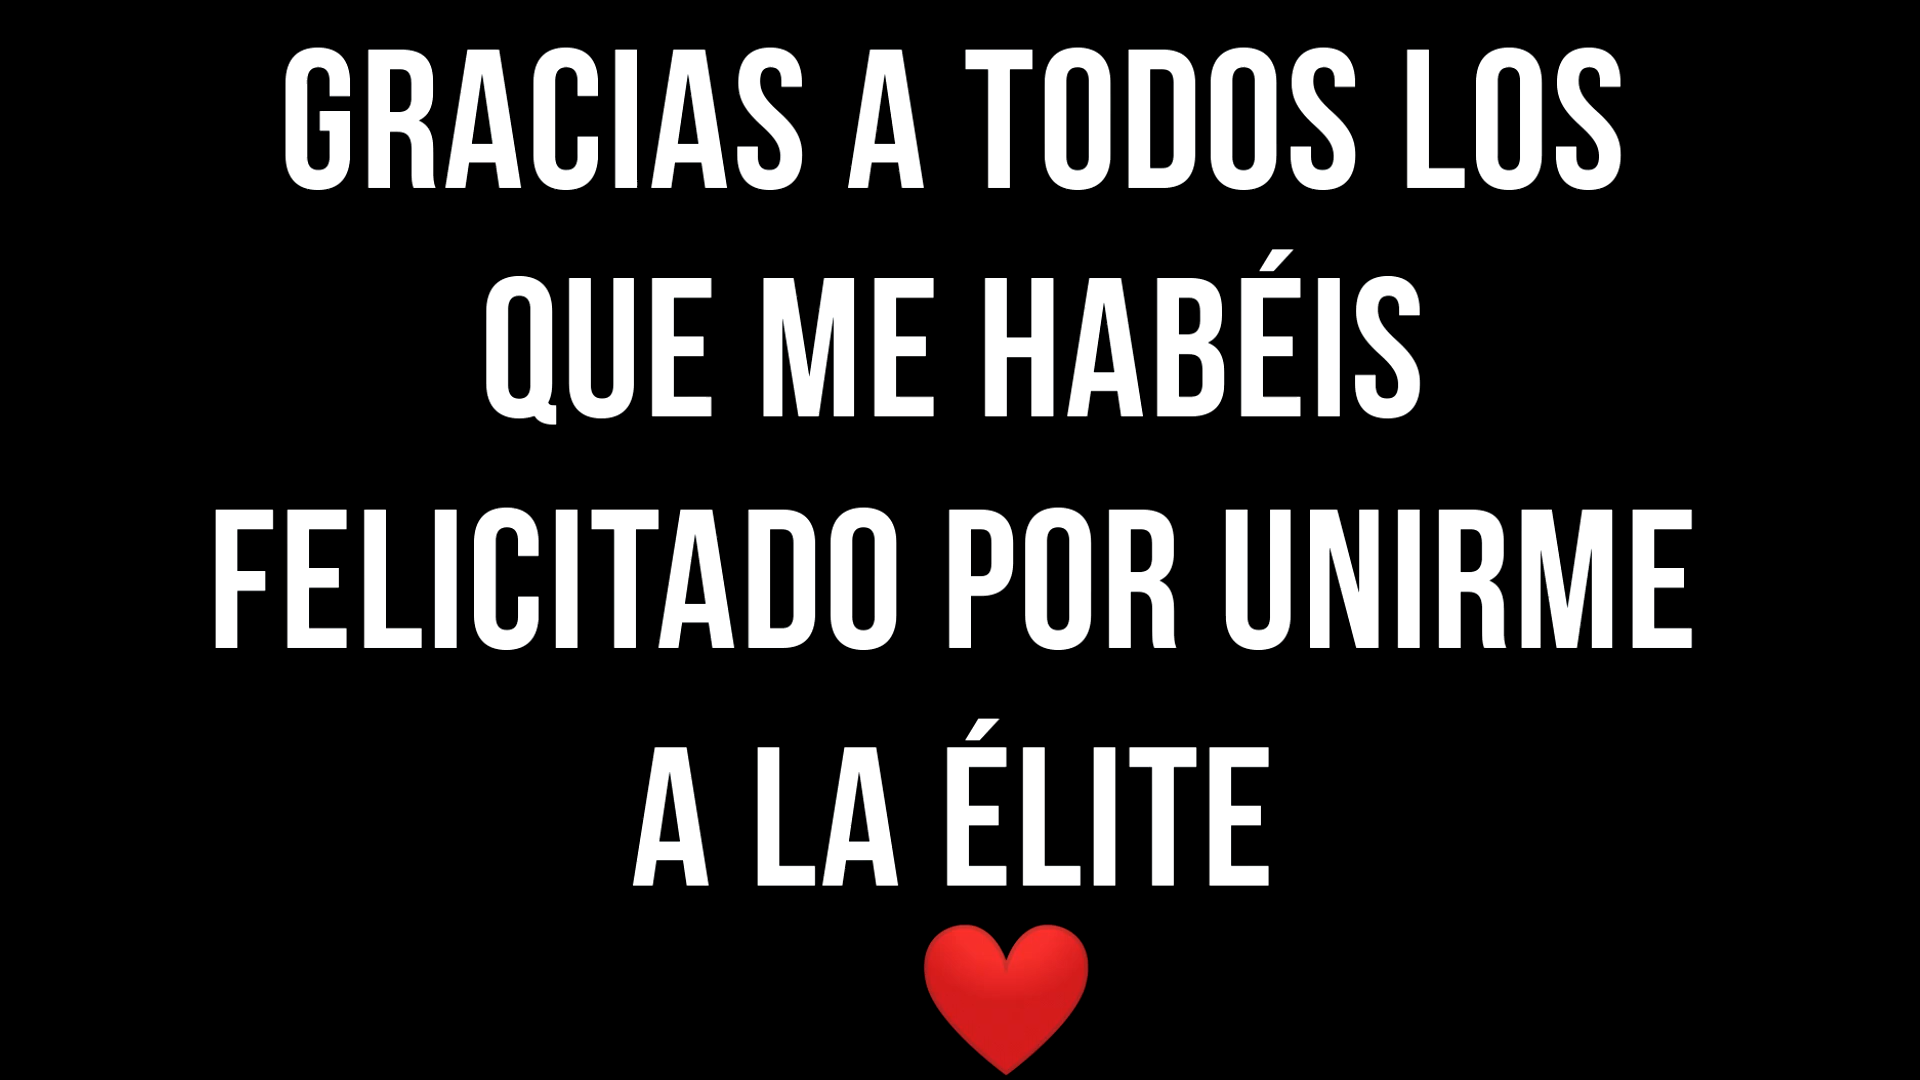 GRACIAS A TODOS LOS
QUE ME HABÉIS
FELICITADO POR UNIRME
A LA ÉLITE
❤️